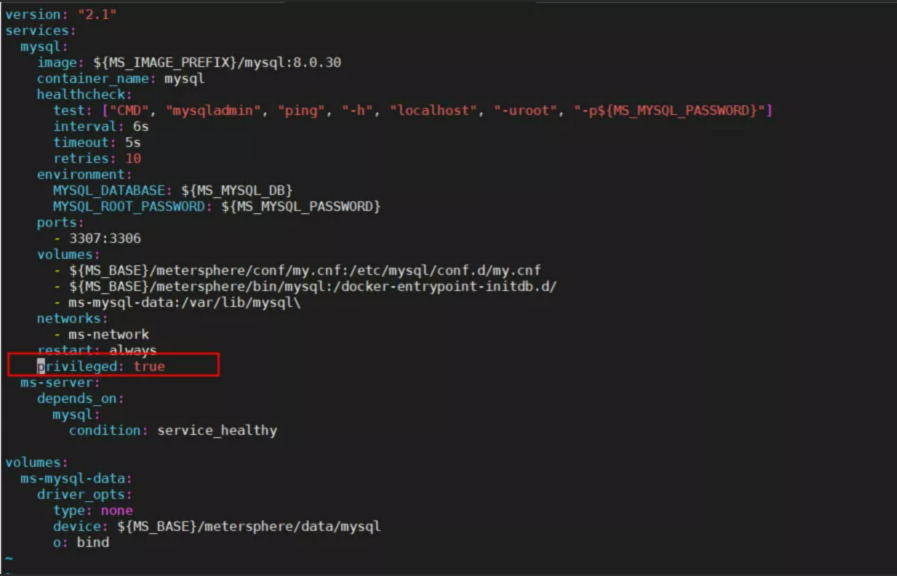 version: "2.1"
services:
  mysql:
    image: ${MS_IMAGE_PREFIX}/mysql:8.0.30
    container_name: mysql
    healthcheck:
      test: ["CMD", "mysqladmin", "ping", "-h", "localhost", "-uroot", "-p${MS_MYSQL_PASSWORD}"]
      interval: 6s
      timeout: 5s
      retries: 10
    environment:
      MYSQL_DATABASE: ${MS_MYSQL_DB}
      MYSQL_ROOT_PASSWORD: ${MS_MYSQL_PASSWORD}
    ports:
      - 3307:3306
    volumes:
      - ${MS_BASE}/metersphere/conf/my.cnf:/etc/mysql/conf.d/my.cnf
      - ${MS_BASE}/metersphere/bin/mysql:/docker-entrypoint-initdb.d/
      - ms-mysql-data:/var/lib/mysql\
    networks:
      - ms-network
    restart: always
    privileged: true
  ms-server:
    depends_on:
      mysql:
        condition: service_healthy

volumes:
  ms-mysql-data:
    driver_opts:
      type: none
      device: ${MS_BASE}/metersphere/data/mysql
      o: bind
~
~